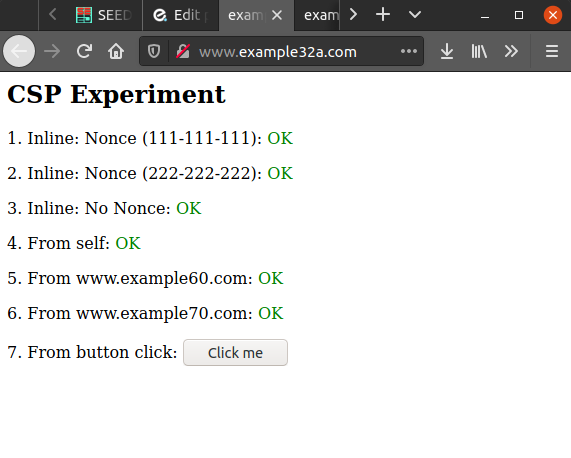 SEED
Edit
exam
exam
www.example32a.com
CSP Experiment
1. Inline: Nonce (111-111-111): OK
2. Inline: Nonce (222-222-222): OK
3. Inline: No Nonce: OK
4. From self: OK
5. From www.example60.com: OK
6. From www.example70.com: OK
7. From button click: Click me